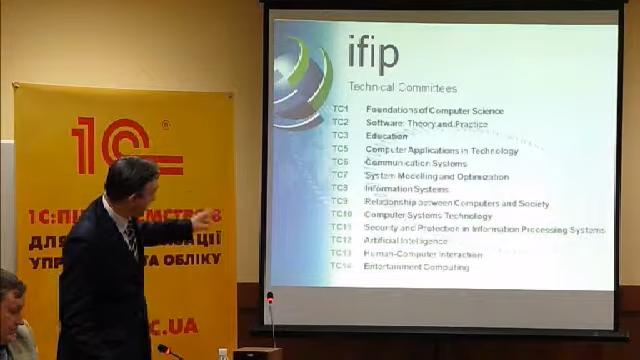 1С
®
ДЛЯ
УПР
ТА ОБЛІКУ
C.UA
ifip
Technical Committees
TC1 Foundations of Computer Science
TC2 Software: Theory and Practice
TC3 Education
TC5 Computer Applications in Technology
TC6 Communication Systems
TC7 System Modelling and Optimization
TC8 Information Systems
TC9 Relationship between Computers and Society
TC10 Computer Systems Technology
TC11 Security and Protection in Information Processing Systems
TC12 Artificial Intelligence
TC13 Human-Computer Interaction
TC14 Entertainment Computing